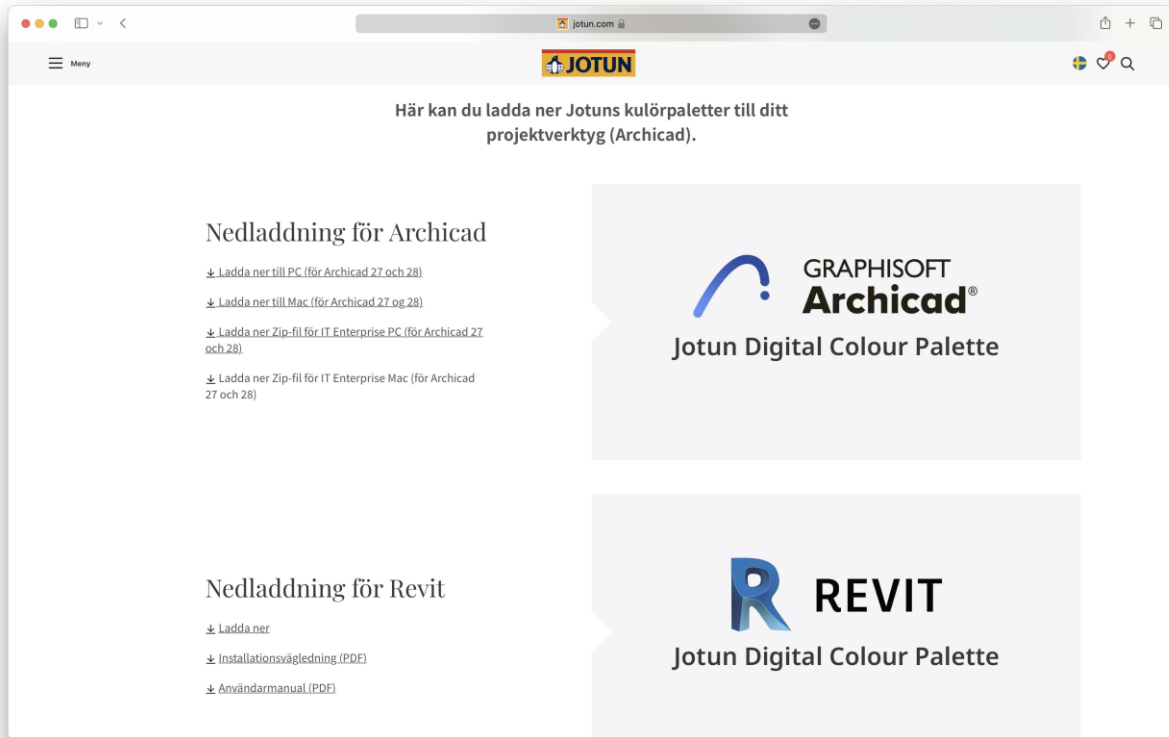 jotun.com
Meny
JOTUN
0
Här kan du ladda ner Jotuns kulörpaletter till ditt
projektverktyg (Archicad).
Nedladdning för Archicad
Ladda ner till PC (för Archicad 27 och 28)
Ladda ner till Mac (för Archicad 27 og 28)
Ladda ner Zip-fil för IT Enterprise PC (för Archicad 27
och 28)
Ladda ner Zip-fil för IT Enterprise Mac (för Archicad
27 och 28)
GRAPHISOFT
Archicad®
Jotun Digital Colour Palette
Nedladdning för Revit
Ladda ner
Installationsvägledning (PDF)
Användarmanual (PDF)
R REVIT
Jotun Digital Colour Palette